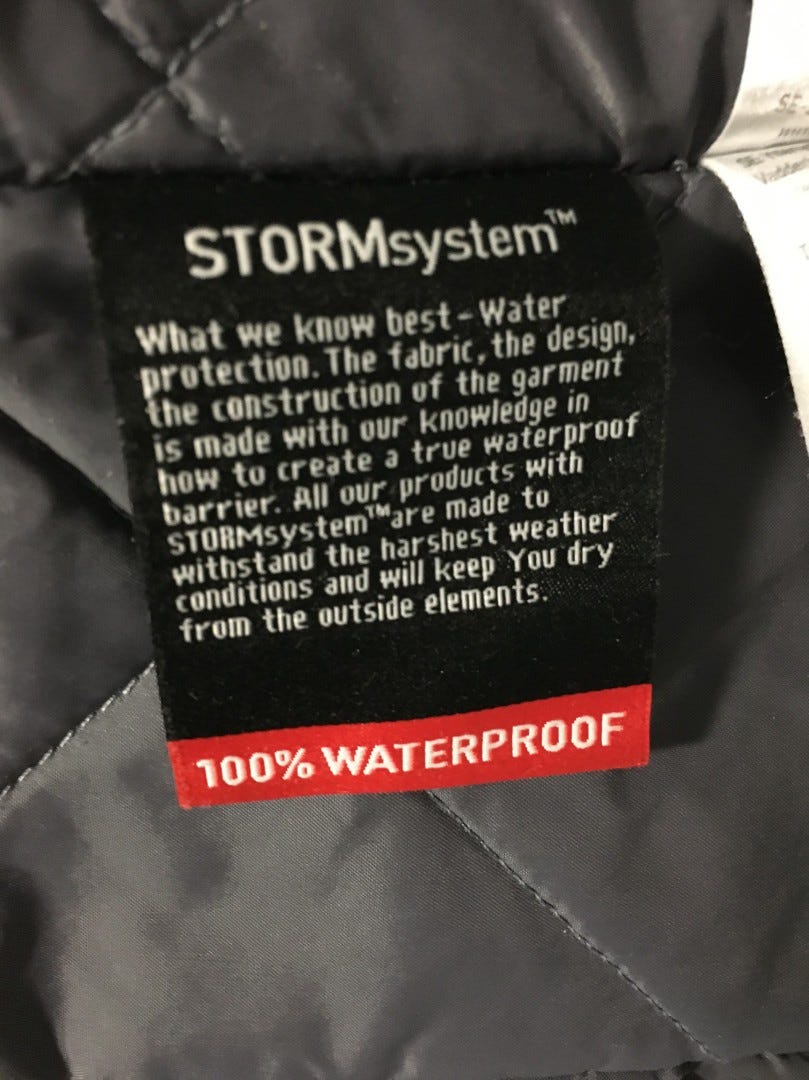 STORMsystem™
What we know best - Water
protection. The fabric, the design,
the construction of the garment
is made with our knowledge in
how to create a true waterproof
barrier. All our products with
STORMsystem™ are made to
withstand the harshest weather
conditions and will keep You dry
from the outside elements.
100% WATERPROOF